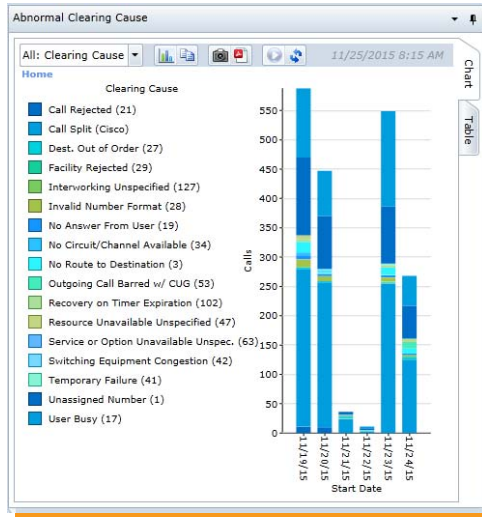 Abnormal Clearing Cause
All: Clearing Cause
11/25/2015 8:15 AM
Home
Chart
Table
Clearing Cause
Call Rejected (21)
Call Split (Cisco)
Dest. Out of Order (27)
Facility Rejected (29)
Interworking Unspecified (127)
Invalid Number Format (28)
No Answer From User (19)
No Circuit/Channel Available (34)
No Route to Destination (3)
Outgoing Call Barred w/ CUG (53)
Recovery on Timer Expiration (102)
Resource Unavailable Unspecified (47)
Service or Option Unavailable Unspec. (63)
Switching Equipment Congestion (42)
Temporary Failure (41)
Unassigned Number (1)
User Busy (17)
Calls
550
500
450
400
350
300
250
200
150
100
50
0
11/19/15
11/20/15
11/21/15
11/22/15
11/23/15
11/24/15
Start Date